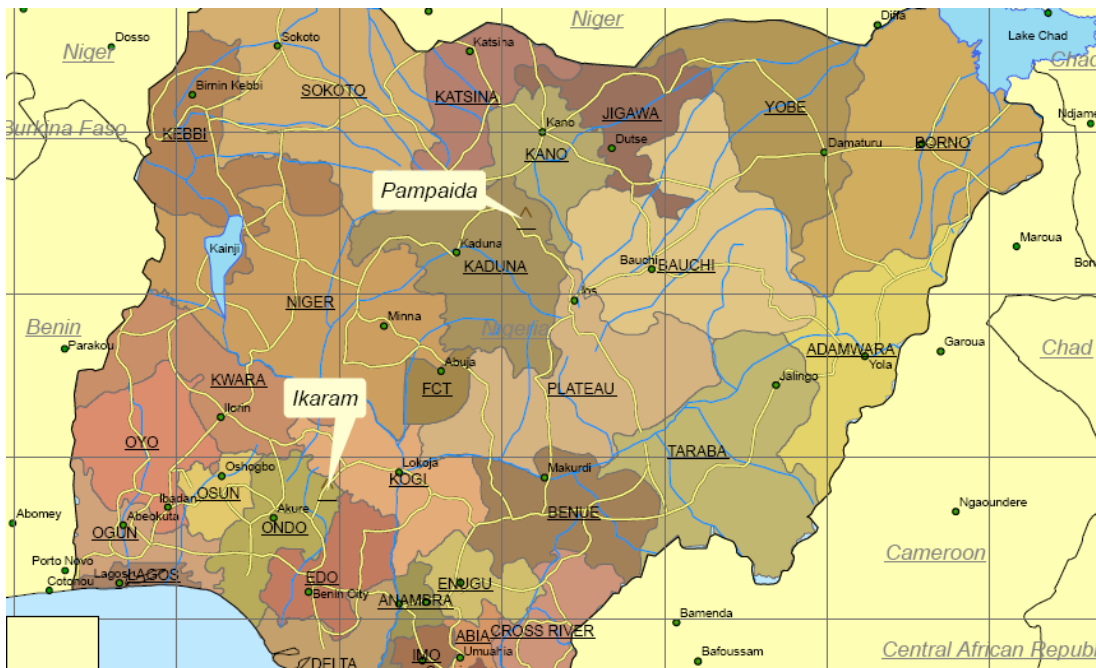 Niger
Diffa
Dosso
Niger
Sokoto
Katsina
Lake Chad
Chad
Birnin Kebbi
SOKOTO
KATSINA
JIGAWA
YOBE
Burkina Faso
KEBBI
Kano
KANO
Dutse
Damaturu
BORNO
Pampaida
Kainji
Kaduna
KADUNA
Bauchi
BAUCHI
Maroua
NIGER
Jos
Minna
Nigeria
Benin
Parakou
ADAMWARA
Yola
Garoua
Chad
KWARA
Abuja
FCT
PLATEAU
Jalingo
Ikaram
Ilorin
OYO
TARABA
Oshogbo
OSUN
Lokoja
KOGI
Makurdi
Ibadan
Akure
ONDO
BENUE
Ngaoundere
Abomey
Abeokuta
OGUN
Cameroon
Porto Novo
Cotonou
Lagos
LAGOS
EDO
Benin City
ENUGU
ANAMBRA
Bamenda
ABIA
CROSS RIVER
IMO
Umuahia
DELTA
Bafoussam